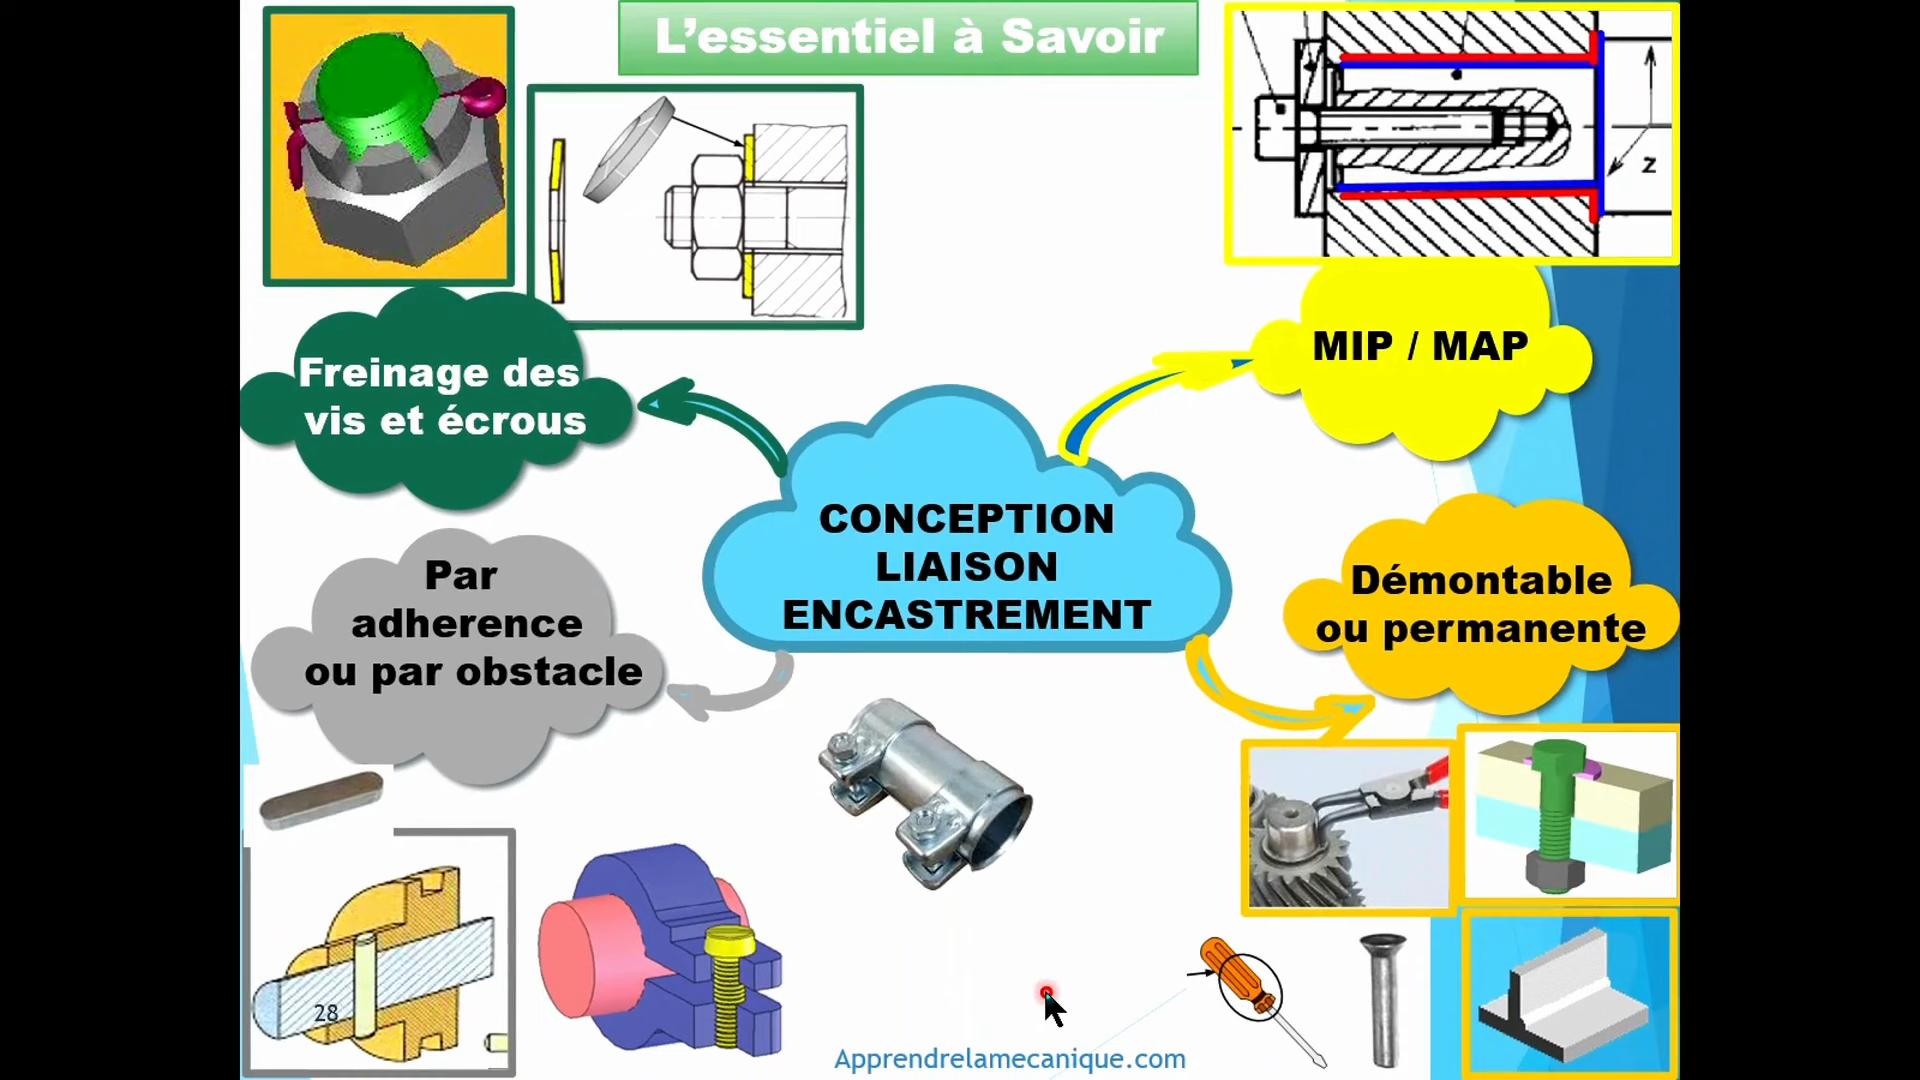 L'essentiel à Savoir
Z
Freinage des
vis et écrous
MIP / MAP
CONCEPTION
LIAISON
ENCASTREMENT
Par
adherence
ou par obstacle
Démontable
ou permanente
28
Apprendrelamecanique.com